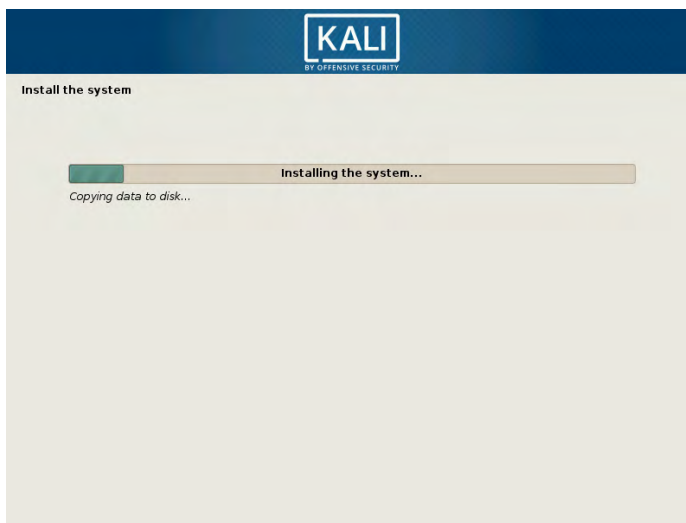 KALI
BY OFFENSIVE SECURITY
Install the system
Installing the system...
Copying data to disk...